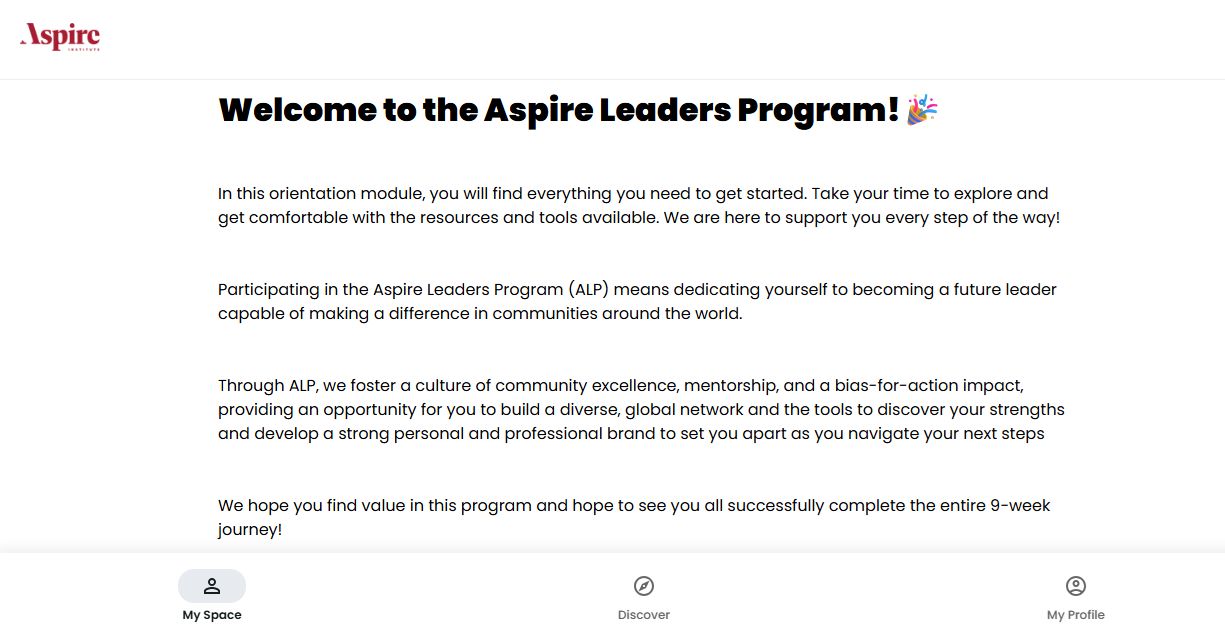 Aspire
INSTITUTE
Welcome to the Aspire Leaders Program! 🎉
In this orientation module, you will find everything you need to get started. Take your time to explore and
get comfortable with the resources and tools available. We are here to support you every step of the way!
Participating in the Aspire Leaders Program (ALP) means dedicating yourself to becoming a future leader
capable of making a difference in communities around the world.
Through ALP, we foster a culture of community excellence, mentorship, and a bias-for-action impact,
providing an opportunity for you to build a diverse, global network and the tools to discover your strengths
and develop a strong personal and professional brand to set you apart as you navigate your next steps
We hope you find value in this program and hope to see you all successfully complete the entire 9-week
journey!
My Space
Discover
My Profile